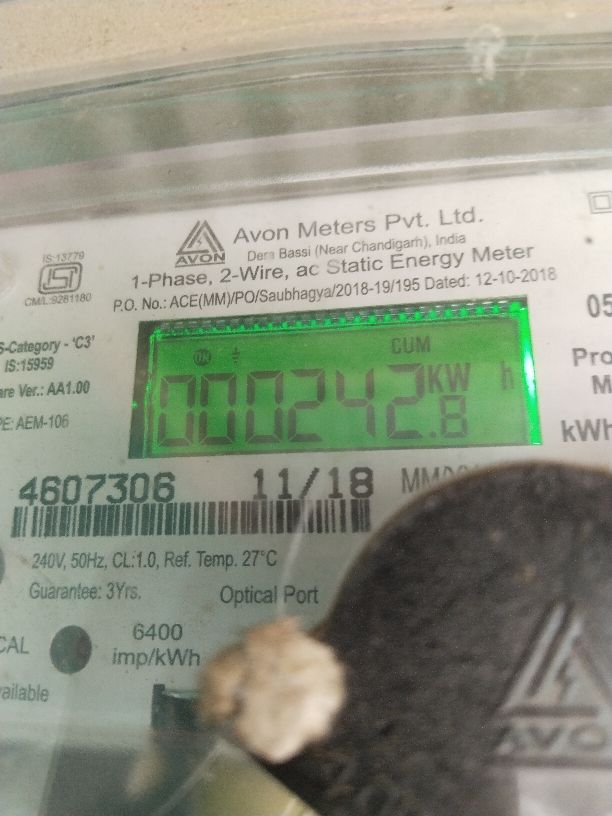 AVON
Avon Meters Pvt. Ltd.
Dera Bassi (Near Chandigarh), India
1-Phase, 2-Wire, ac Static Energy Meter
P.O. No.: ACE(MM)/PO/Saubhagya/2018-19/195 Dated: 12-10-2018
IS:13779
CM/L:9281180
S-Category - 'C3'
IS:15959
are Ver.: AA1.00
PE: AEM-106
ON
CUM
000242.8 KW h
05
Pro
M
kWh
4607306 11/18
240V, 50Hz, CL:1.0, Ref. Temp. 27°C
Guarantee: 3Yrs. Optical Port
CAL
6400
imp/kWh
vailable
AVO